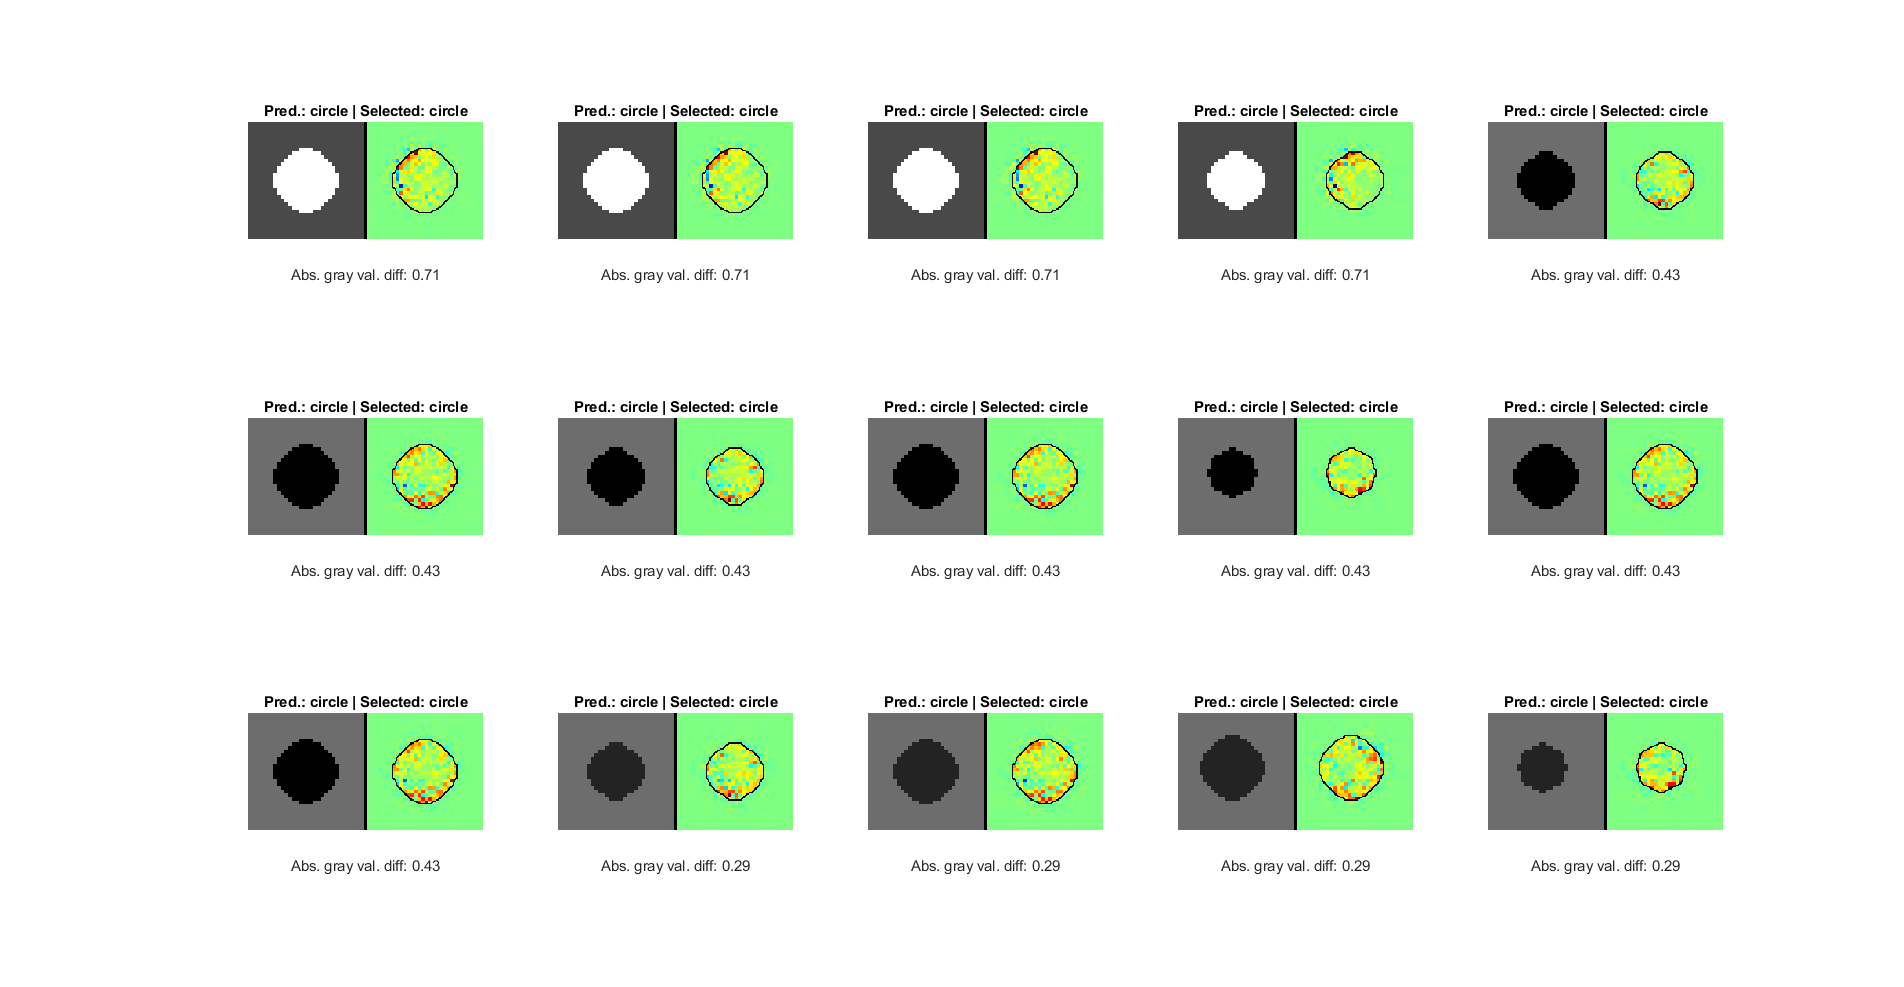 Pred.: circle | Selected: circle
Pred.: circle | Selected: circle
Pred.: circle | Selected: circle
Pred.: circle | Selected: circle
Pred.: circle | Selected: circle
Abs. gray val. diff: 0.71
Abs. gray val. diff: 0.71
Abs. gray val. diff: 0.71
Abs. gray val. diff: 0.71
Abs. gray val. diff: 0.43
Pred.: circle | Selected: circle
Pred.: circle | Selected: circle
Pred.: circle | Selected: circle
Pred.: circle | Selected: circle
Pred.: circle | Selected: circle
Abs. gray val. diff: 0.43
Abs. gray val. diff: 0.43
Abs. gray val. diff: 0.43
Abs. gray val. diff: 0.43
Abs. gray val. diff: 0.43
Pred.: circle | Selected: circle
Pred.: circle | Selected: circle
Pred.: circle | Selected: circle
Pred.: circle | Selected: circle
Pred.: circle | Selected: circle
Abs. gray val. diff: 0.43
Abs. gray val. diff: 0.29
Abs. gray val. diff: 0.29
Abs. gray val. diff: 0.29
Abs. gray val. diff: 0.29